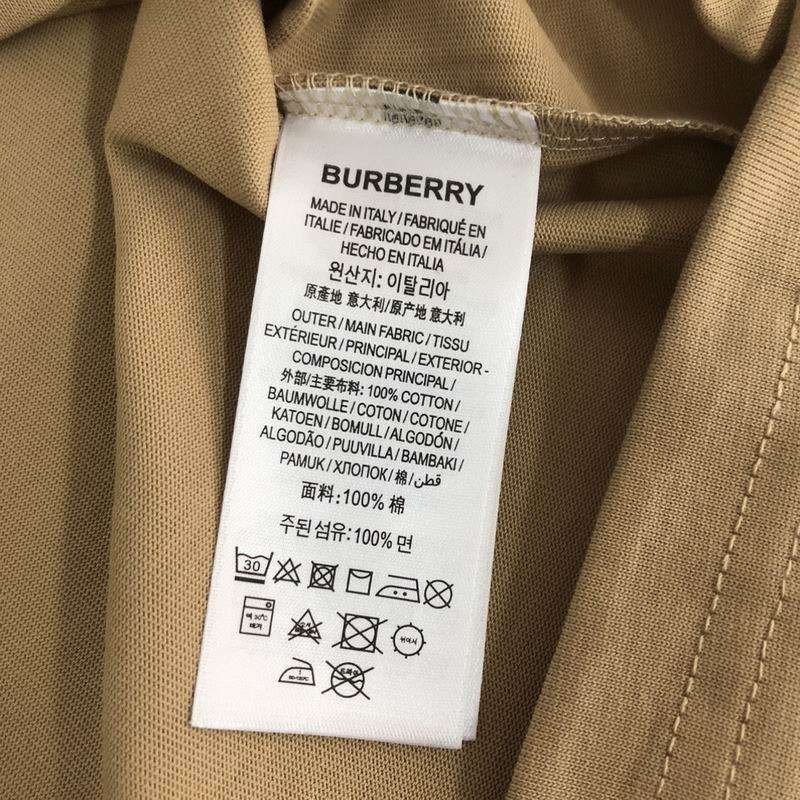 BURBERRY
MADE IN ITALY / FABRIQUÉ EN
ITALIE / FABRICADO EM ITÁLIA /
HECHO EN ITALIA
원산지: 이탈리아
原產地 意大利/原产地 意大利
OUTER / MAIN FABRIC / TISSU
EXTÉRIEUR / PRINCIPAL / EXTERIOR-
COMPOSICION PRINCIPAL /
外部/主要布料: 100% COTTON /
BAUMWOLLE / COTON / COTONE /
KATOEN / BOMULL / ALGODÓN /
ALGODÃO / PUUVILLA / BAMBAKI /
PAMUK / ХЛОПОК / 棉 / قطن
面料:100% 棉
주된 섬유:100% 면
30